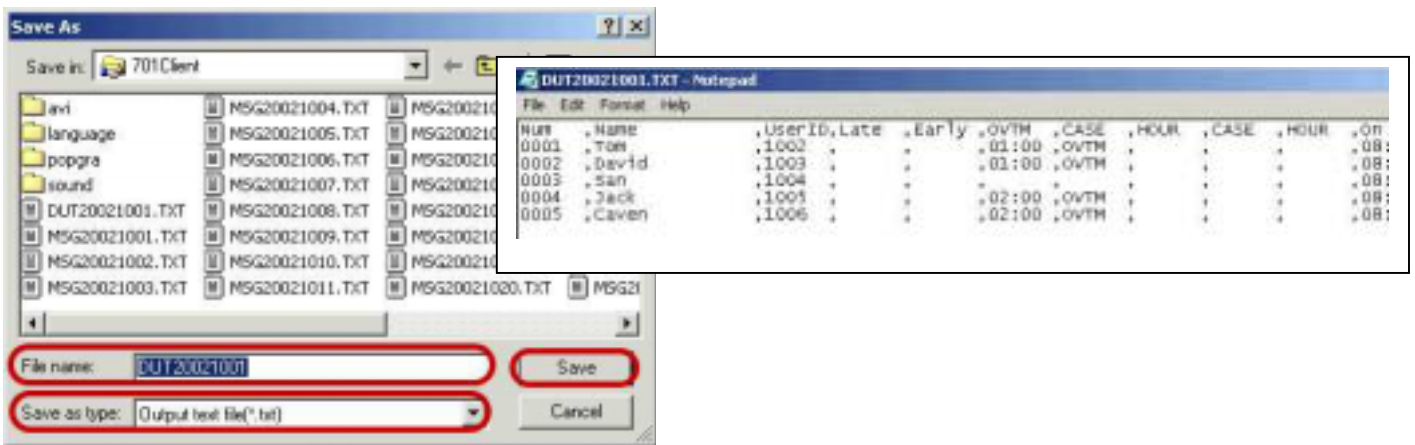 Save As
Save in: 701Client
avi MSG20021004.TXT
language MSG20021005.TXT
popgra MSG20021006.TXT
sound MSG20021007.TXT
DUT20021001.TXT MSG20021008.TXT
MSG20021001.TXT MSG20021009.TXT
MSG20021002.TXT MSG20021010.TXT
MSG20021003.TXT MSG20021011.TXT MSG20021020.TXT
File name: DUT20021001 Save
Save as type: Output text file(*.txt) Cancel
DUT20021001.TXT - Notepad
File Edit Format Help
Num ,Name ,UserID,Late ,Early ,OVTM ,CASE ,HOUR ,CASE ,HOUR ,On
0001 ,Tom ,1002 , , ,01:00 ,OVTM , , , ,08:
0002 ,David ,1003 , , ,01:00 ,OVTM , , , ,08:
0003 ,San ,1004 , , , , , , , ,08:
0004 ,Jack ,1005 , , ,02:00 ,OVTM , , , ,08:
0005 ,Caven ,1006 , , ,02:00 ,OVTM , , , ,08: